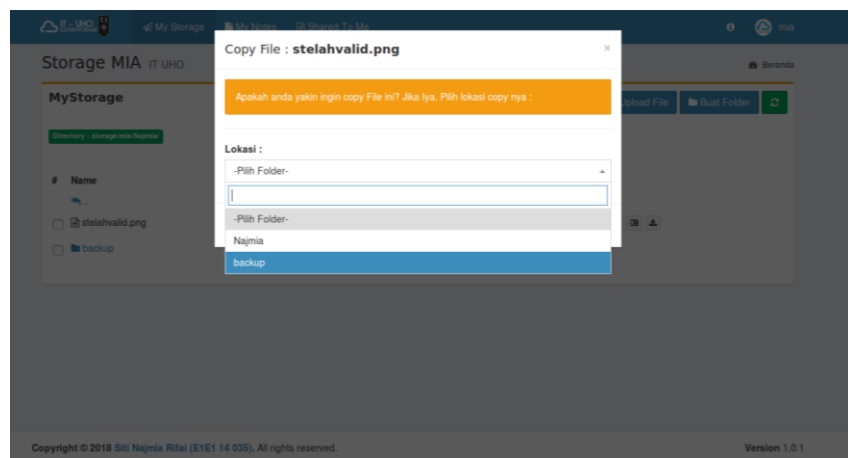 IT - UHO
My Storage
My Notes
Shared To Me
mia
Storage MIA IT UHO
Beranda
Copy File : stelahvalid.png
×
MyStorage
Apakah anda yakin ingin copy File ini? Jika Iya, Pilih lokasi copy nya :
Upload File
Buat Folder
Directory : storage/mia/Najmia/
Lokasi :
-Pilih Folder-
# Name
...
-Pilih Folder-
stelahvalid.png
Najmia
backup
backup
Copyright © 2018 Siti Najmia Rifai (E1E1 14 035). All rights reserved.
Version 1.0.1